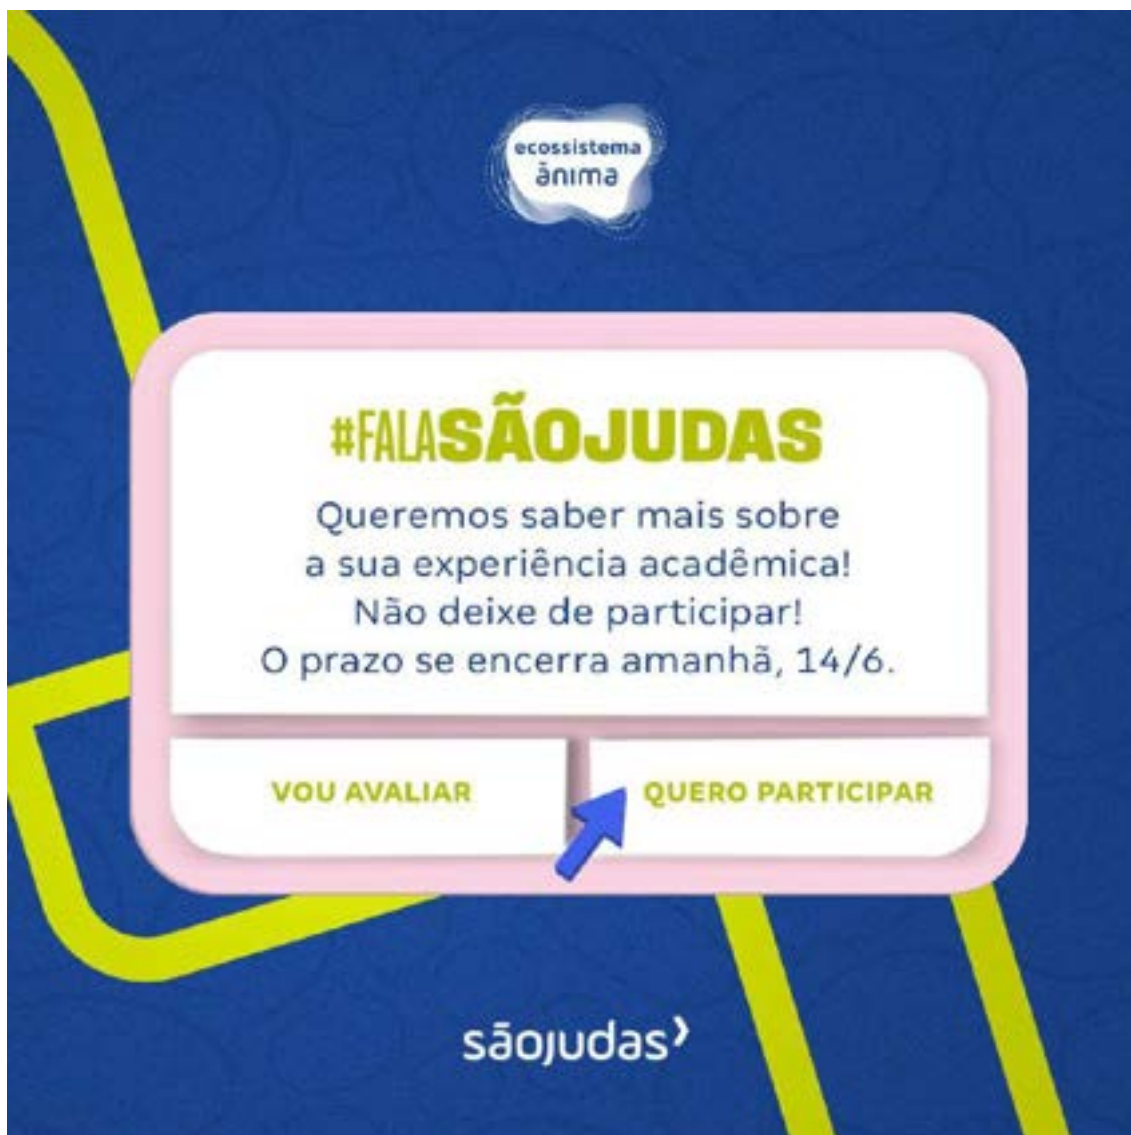 ecossistema
ănıma
#FALASÃOJUDAS
Queremos saber mais sobre
a sua experiência acadêmica!
Não deixe de participar!
O prazo se encerra amanhã, 14/6.
VOU AVALIAR
QUERO PARTICIPAR
sãojudas